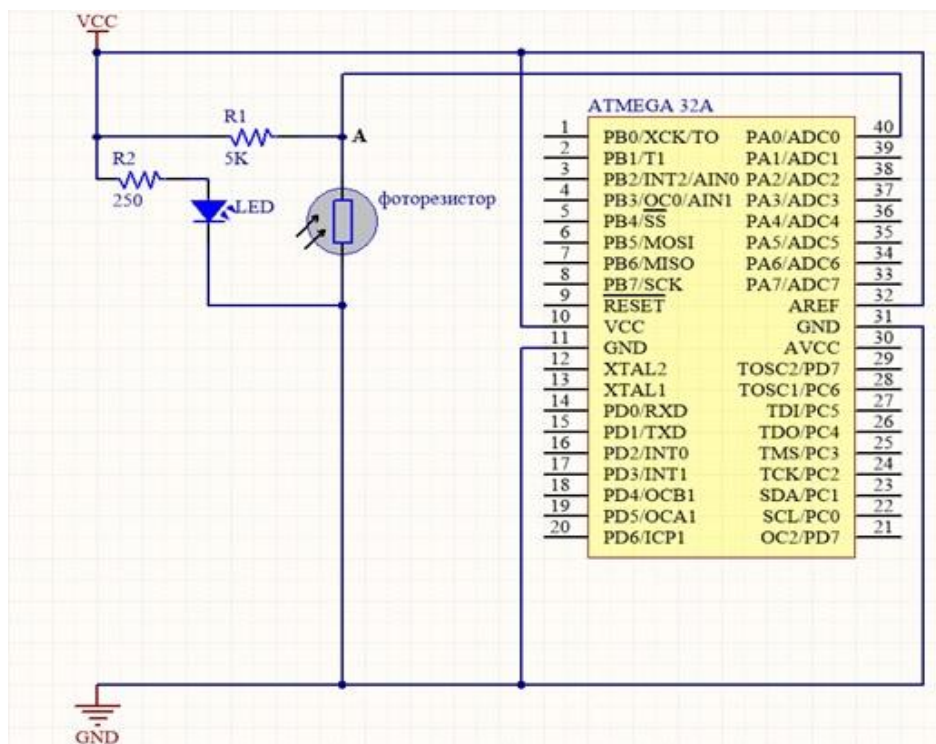 VCC
R1
5K
A
R2
250
LED
фоторезистор
GND
ATMEGA 32A
1 PB0/XCK/TO PA0/ADC0 40
2 PB1/T1 PA1/ADC1 39
3 PB2/INT2/AIN0 PA2/ADC2 38
4 PB3/OC0/AIN1 PA3/ADC3 37
5 PB4/SS PA4/ADC4 36
6 PB5/MOSI PA5/ADC5 35
7 PB6/MISO PA6/ADC6 34
8 PB7/SCK PA7/ADC7 33
9 RESET AREF 32
10 VCC GND 31
11 GND AVCC 30
12 XTAL2 TOSC2/PD7 29
13 XTAL1 TOSC1/PC6 28
14 PD0/RXD TDI/PC5 27
15 PD1/TXD TDO/PC4 26
16 PD2/INT0 TMS/PC3 25
17 PD3/INT1 TCK/PC2 24
18 PD4/OCB1 SDA/PC1 23
19 PD5/OCA1 SCL/PC0 22
20 PD6/ICP1 OC2/PD7 21